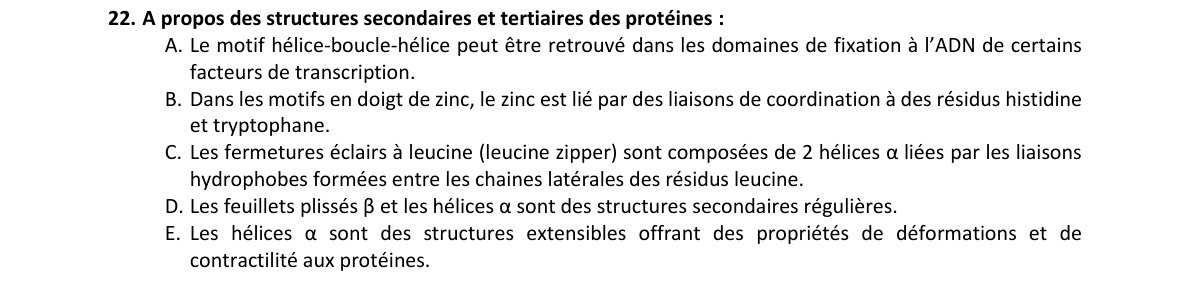 22. A propos des structures secondaires et tertiaires des protéines :
A. Le motif hélice-boucle-hélice peut être retrouvé dans les domaines de fixation à l’ADN de certains
facteurs de transcription.
B. Dans les motifs en doigt de zinc, le zinc est lié par des liaisons de coordination à des résidus histidine
et tryptophane.
C. Les fermetures éclairs à leucine (leucine zipper) sont composées de 2 hélices α liées par les liaisons
hydrophobes formées entre les chaines latérales des résidus leucine.
D. Les feuillets plissés β et les hélices α sont des structures secondaires régulières.
E. Les hélices α sont des structures extensibles offrant des propriétés de déformations et de
contractilité aux protéines.